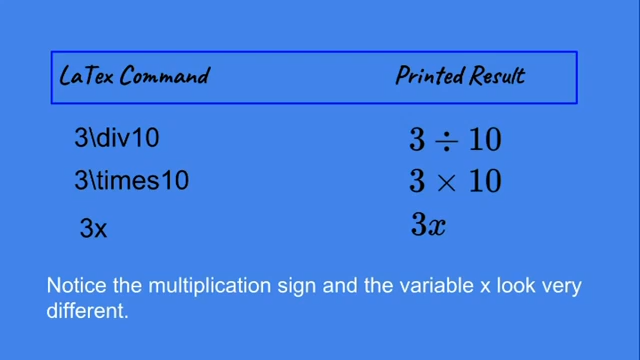 LaTex Command Printed Result
3\div10 3 ÷ 10
3\times10 3 × 10
3x 3x
Notice the multiplication sign and the variable x look very
different.